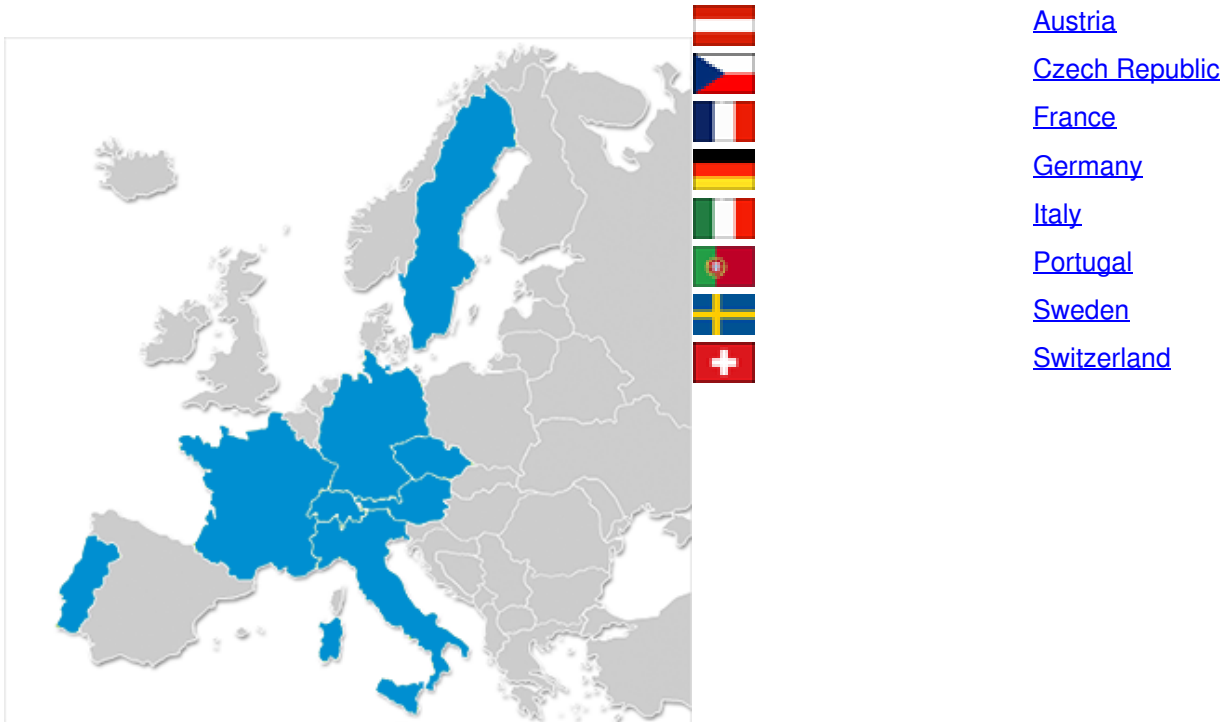 Austria
Czech Republic
France
Germany
Italy
Portugal
Sweden
Switzerland